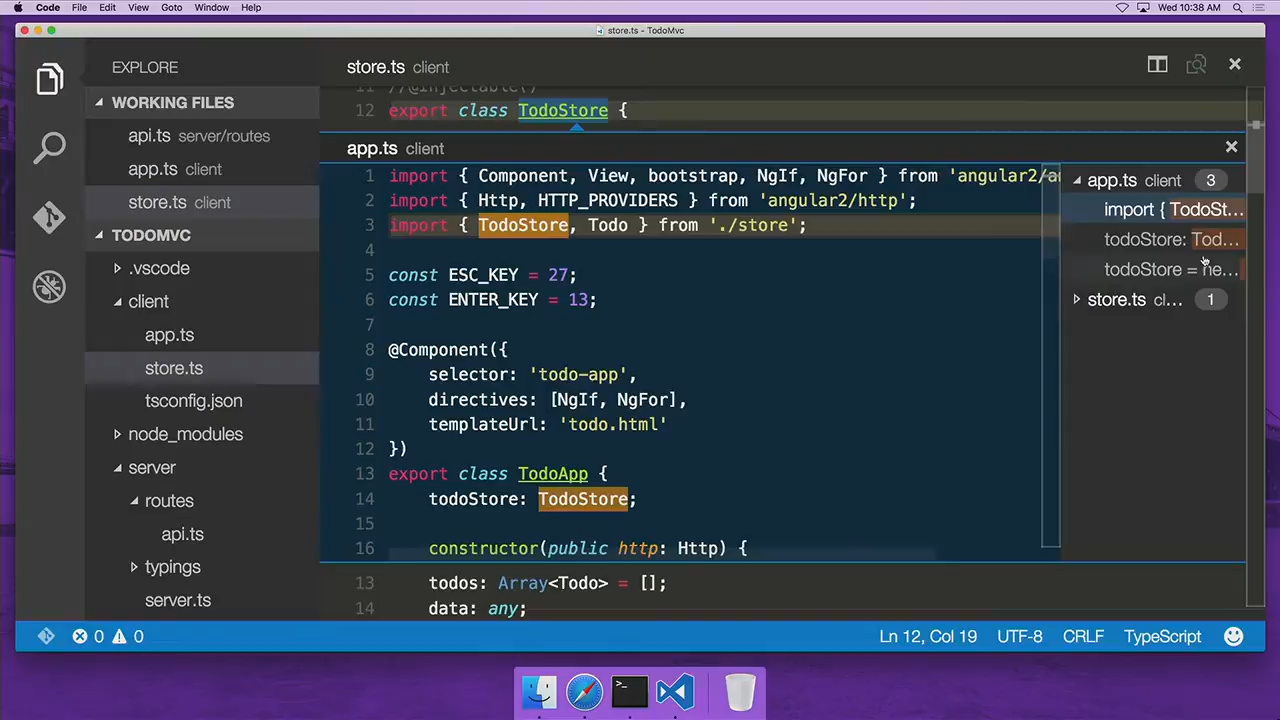 Code File Edit View Goto Window Help Wed 10:38 AM
store.ts - TodoMvc
EXPLORE
WORKING FILES
api.ts server/routes
app.ts client
store.ts client
TODOMVC
.vscode
client
app.ts
store.ts
tsconfig.json
node_modules
server
routes
api.ts
typings
server.ts
store.ts client
11 //@Injectable()
12 export class TodoStore {
app.ts client
1 import { Component, View, bootstrap, NgIf, NgFor } from 'angular2/an
2 import { Http, HTTP_PROVIDERS } from 'angular2/http';
3 import { TodoStore, Todo } from './store';
4
5 const ESC_KEY = 27;
6 const ENTER_KEY = 13;
7
8 @Component({
9 selector: 'todo-app',
10 directives: [NgIf, NgFor],
11 templateUrl: 'todo.html'
12 })
13 export class TodoApp {
14 todoStore: TodoStore;
15
16 constructor(public http: Http) {
app.ts client 3
import { TodoSt...
todoStore: Tod...
todoStore = ne...
store.ts cl... 1
13 todos: Array<Todo> = [];
14 data: any;
0 0 Ln 12, Col 19 UTF-8 CRLF TypeScript
>_